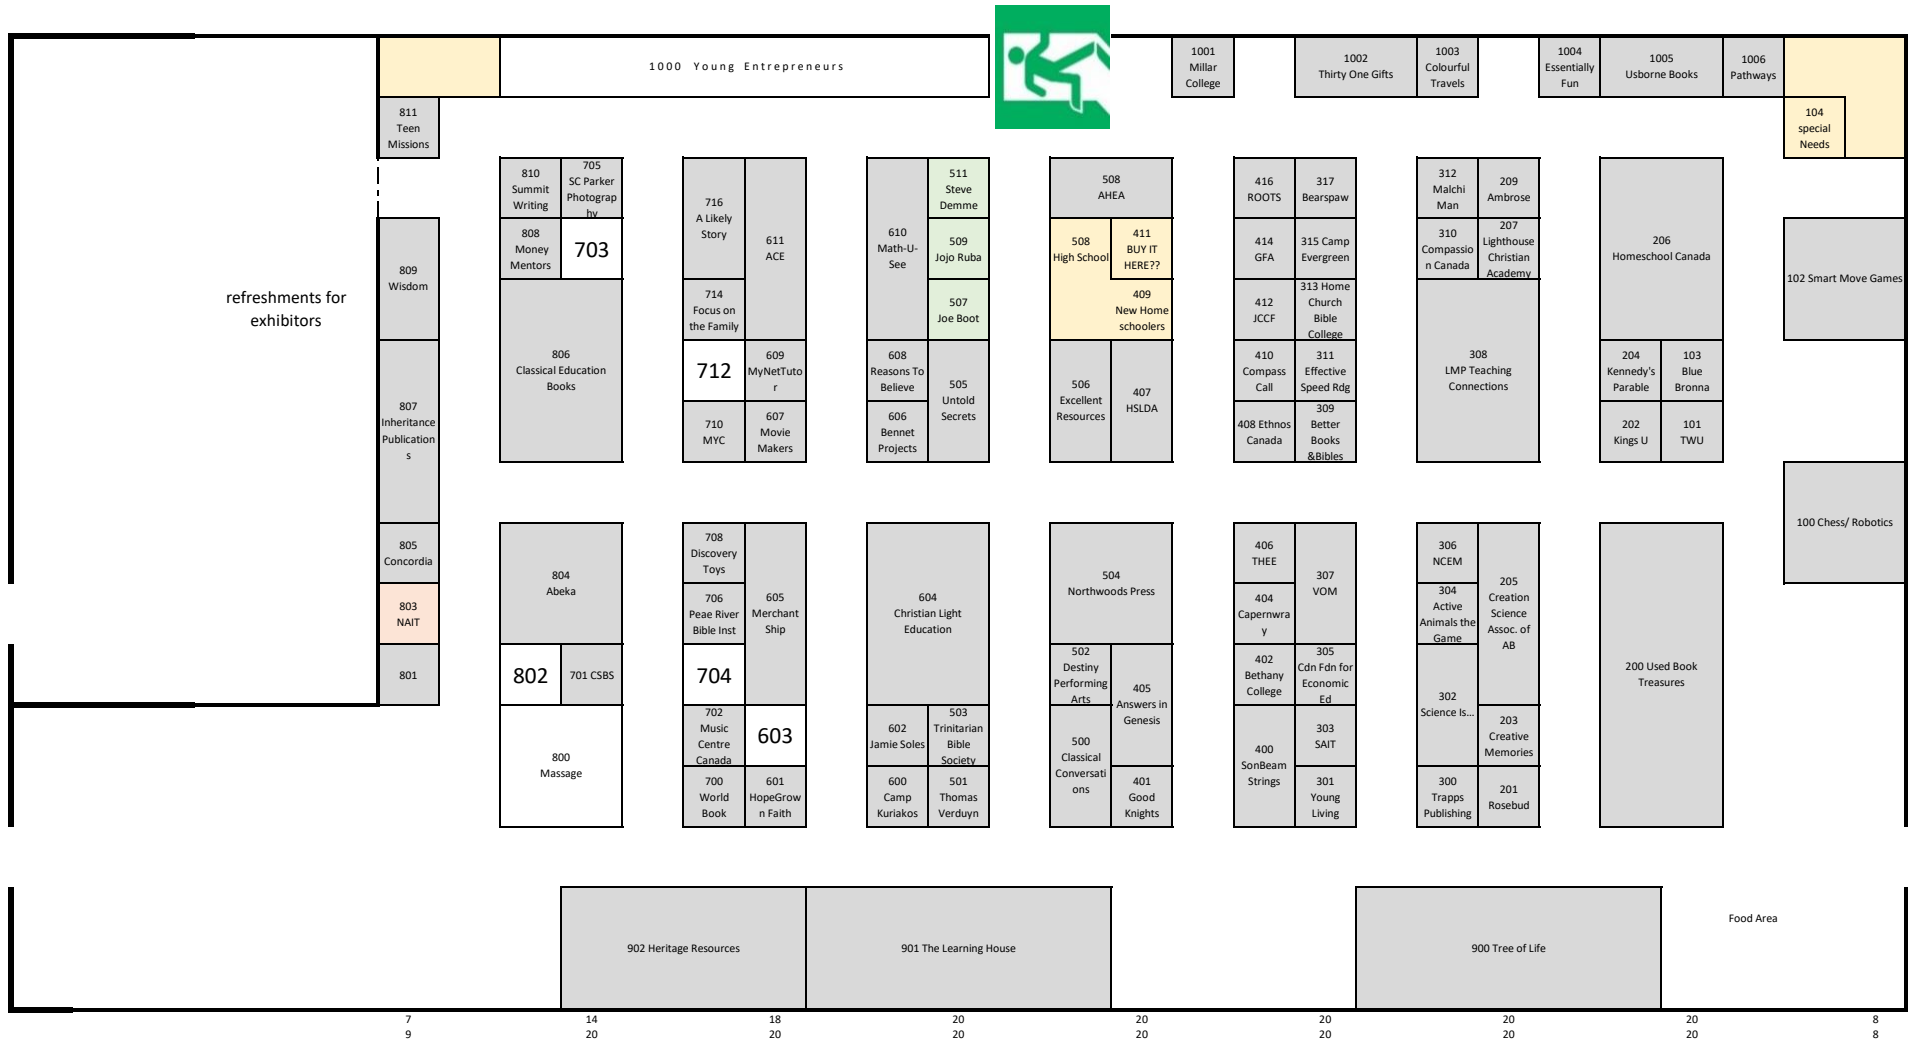 1000 Young Entrepreneurs
1001
Millar
College
1002
Thirty One Gifts
1003
Colourful
Travels
1004
Essentially
Fun
1005
Usborne Books
1006
Pathways
811
Teen
Missions
104
special
Needs
810
Summit
Writing
705
SC Parker
Photograp
hy
716
A Likely
Story
611
ACE
610
Math-U-
See
511
Steve
Demme
508
AHEA
416
ROOTS
317
Bearspaw
312
Malchi
Man
209
Ambrose
206
Homeschool Canada
809
Wisdom
808
Money
Mentors
703
509
Jojo Ruba
508
High School
411
BUY IT
HERE??
414
GFA
315 Camp
Evergreen
310
Compassio
n Canada
207
Lighthouse
Christian
Academy
102 Smart Move Games
refreshments for
exhibitors
714
Focus on
the Family
507
Joe Boot
409
New Home
schoolers
412
JCCF
313 Home
Church
Bible
College
806
Classical Education
Books
712
609
MyNetTuto
r
608
Reasons To
Believe
505
Untold
Secrets
506
Excellent
Resources
407
HSLDA
410
Compass
Call
311
Effective
Speed Rdg
308
LMP Teaching
Connections
204
Kennedy's
Parable
103
Blue
Bronna
807
Inheritance
Publication
s
710
MYC
607
Movie
Makers
606
Bennet
Projects
408 Ethnos
Canada
309
Better
Books
&Bibles
202
Kings U
101
TWU
100 Chess/ Robotics
805
Concordia
804
Abeka
708
Discovery
Toys
605
Merchant
Ship
604
Christian Light
Education
504
Northwoods Press
406
THEE
307
VOM
306
NCEM
205
Creation
Science
Assoc. of
AB
803
NAIT
706
Peae River
Bible Inst
404
Capernwra
y
304
Active
Animals the
Game
801
802
701 CSBS
704
502
Destiny
Performing
Arts
405
Answers in
Genesis
402
Bethany
College
305
Cdn Fdn for
Economic
Ed
302
Science Is...
200 Used Book
Treasures
800
Massage
702
Music
Centre
Canada
603
602
Jamie Soles
503
Trinitarian
Bible
Society
500
Classical
Conversati
ons
400
SonBeam
Strings
303
SAIT
203
Creative
Memories
700
World
Book
601
HopeGrow
n Faith
600
Camp
Kuriakos
501
Thomas
Verduyn
401
Good
Knights
301
Young
Living
300
Trapps
Publishing
201
Rosebud
902 Heritage Resources
901 The Learning House
900 Tree of Life
Food Area
7 14 18 20 20 20 20 20 8
9 20 20 20 20 20 20 20 8